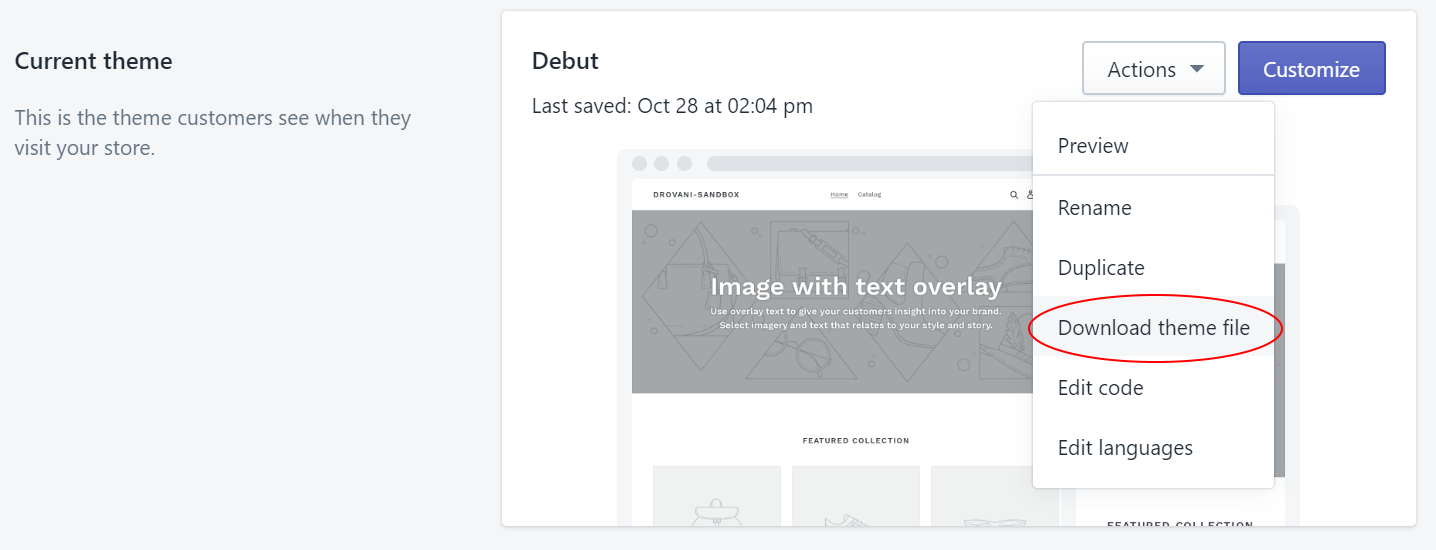 Current theme
This is the theme customers see when they
visit your store.
Debut
Last saved: Oct 28 at 02:04 pm
Actions
Customize
Preview
Rename
Duplicate
Download theme file
Edit code
Edit languages
DROVANI-SANDBOX
Home
Catalog
Image with text overlay
Use overlay text to give your customers insight into your brand.
Select imagery and text that relates to your style and story.
FEATURED COLLECTION
FEATURED COLLECTION